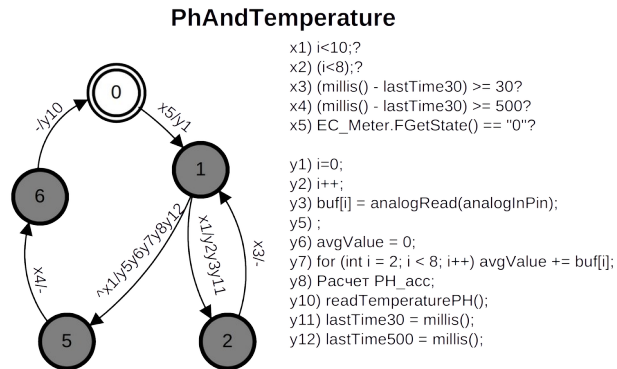 PhAndTemperature
x1) i<10;?
x2) (i<8);?
x3) (millis() - lastTime30) >= 30?
x4) (millis() - lastTime30) >= 500?
x5) EC_Meter.FGetState() == "0"?
y1) i=0;
y2) i++;
y3) buf[i] = analogRead(analogInPin);
y5) ;
y6) avgValue = 0;
y7) for (int i = 2; i < 8; i++) avgValue += buf[i];
y8) Расчет PH_acc;
y10) readTemperaturePH();
y11) lastTime30 = millis();
y12) lastTime500 = millis();
0
-/y10
x5/y1
1
6
^x1/y5y6y7y8y12
x1/y2y3y11
x3/-
x4/-
5
2